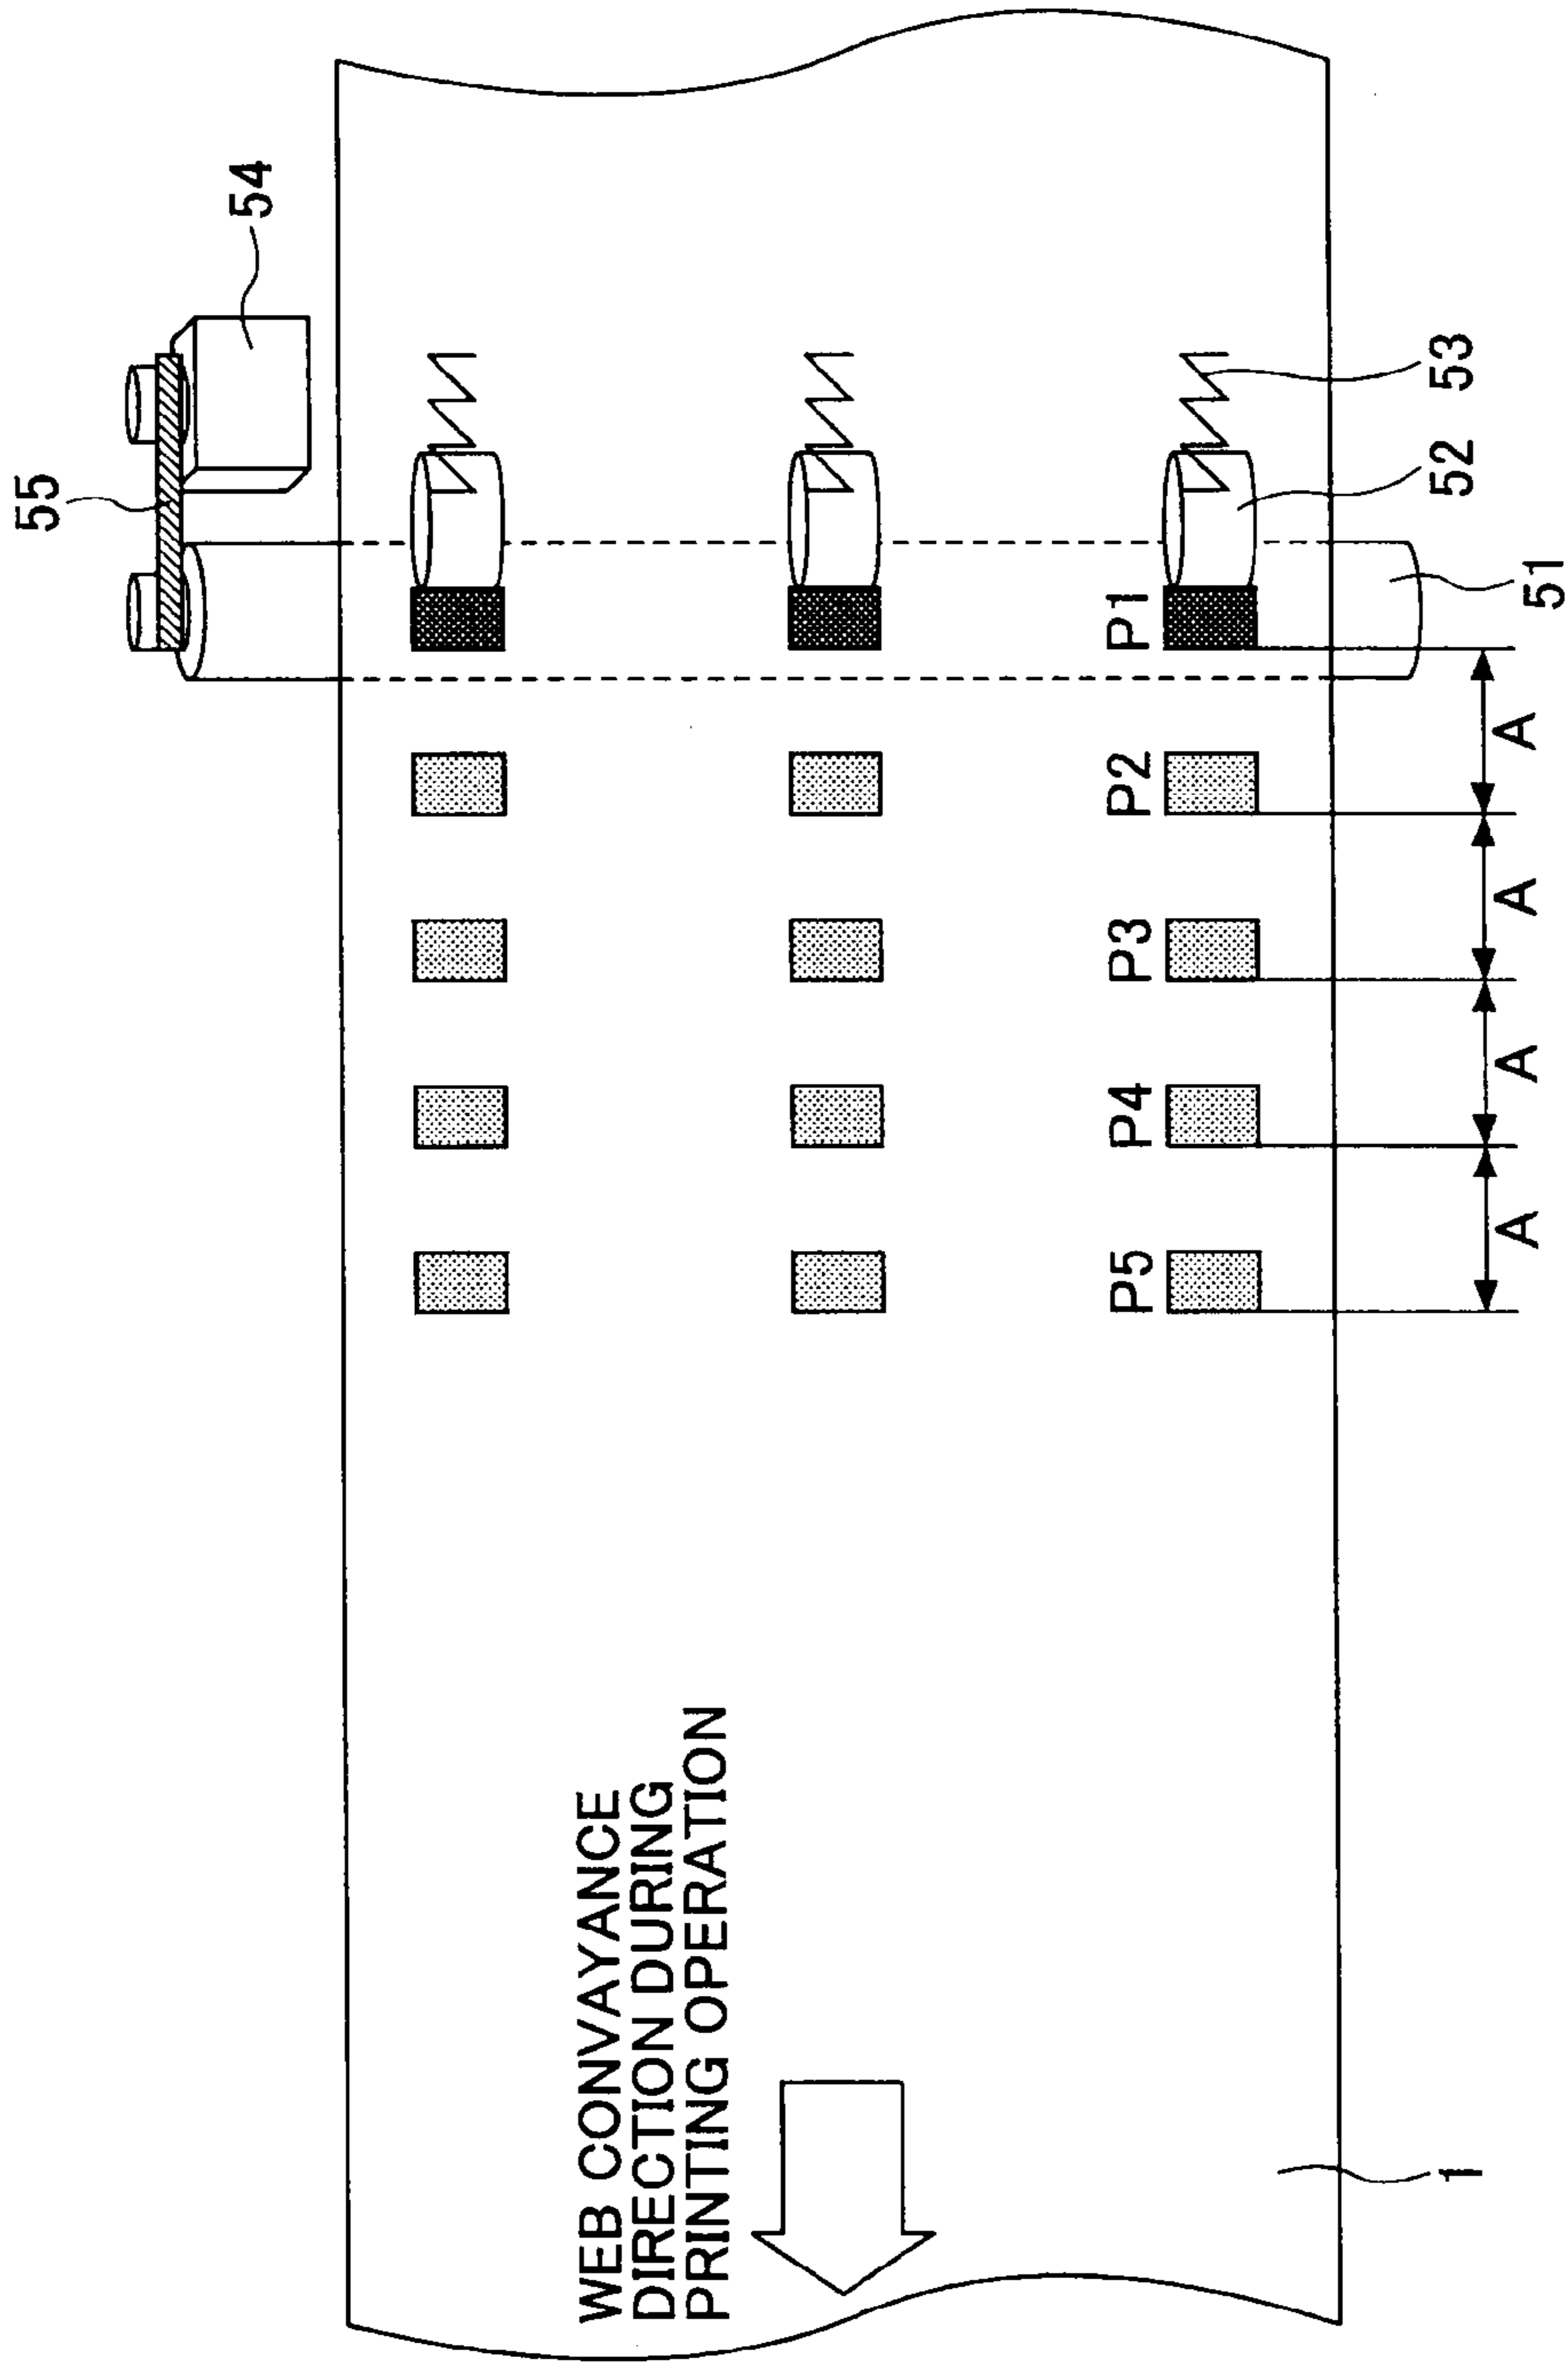 55
54
P5
P4
P3
P2
P1
53
52
51
A
A
A
A
WEB CONVAYANCE
DIRECTION DURING
PRINTING OPERATION
1